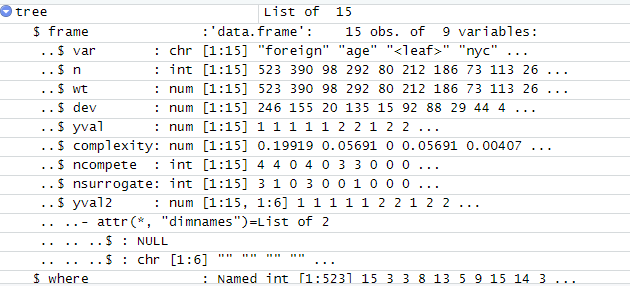 tree List of 15
$ frame :'data.frame': 15 obs. of 9 variables:
..$ var : chr [1:15] "foreign" "age" "<leaf>" "nyc" ...
..$ n : int [1:15] 523 390 98 292 80 212 186 73 113 26 ...
..$ wt : num [1:15] 523 390 98 292 80 212 186 73 113 26 ...
..$ dev : num [1:15] 246 155 20 135 15 92 88 29 44 4 ...
..$ yval : num [1:15] 1 1 1 1 1 2 2 1 2 2 ...
..$ complexity: num [1:15] 0.19919 0.05691 0 0.05691 0.00407 ...
..$ ncompete : int [1:15] 4 4 0 4 0 3 3 0 0 0 ...
..$ nsurrogate: int [1:15] 3 1 0 3 0 0 1 0 0 0 ...
..$ yval2 : num [1:15, 1:6] 1 1 1 1 1 2 2 1 2 2 ...
.. ..- attr(*, "dimnames")=List of 2
.. .. ..$ : NULL
.. .. ..$ : chr [1:6] "" "" "" "" ...
$ where : Named int [1:523] 15 3 3 8 13 5 9 15 14 3 ...